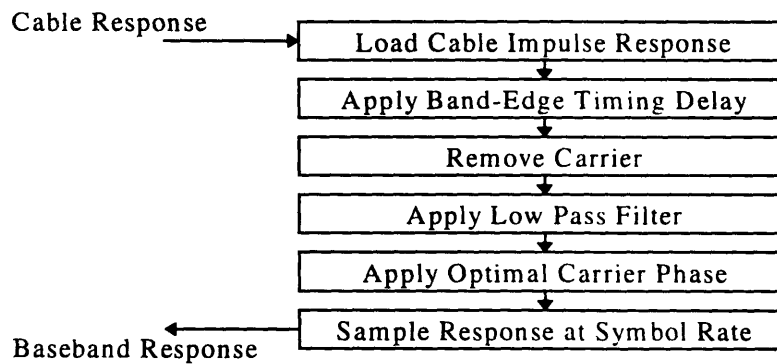 Cable Response
Load Cable Impulse Response
Apply Band-Edge Timing Delay
Remove Carrier
Apply Low Pass Filter
Apply Optimal Carrier Phase
Sample Response at Symbol Rate
Baseband Response